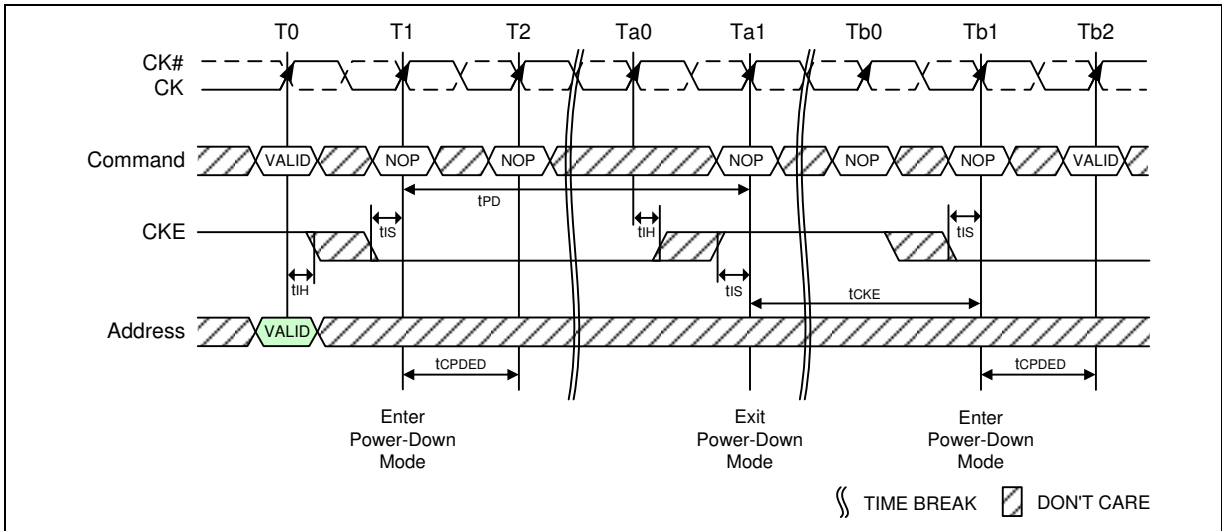 T0 T1 T2 Ta0 Ta1 Tb0 Tb1 Tb2
CK#
CK
Command VALID NOP NOP NOP NOP NOP VALID
tPD
CKE tIS tIH tIS
tIH tIS tCKE
Address VALID
tCPDED tCPDED
Enter Power-Down Mode
Exit Power-Down Mode
Enter Power-Down Mode
TIME BREAK DON'T CARE